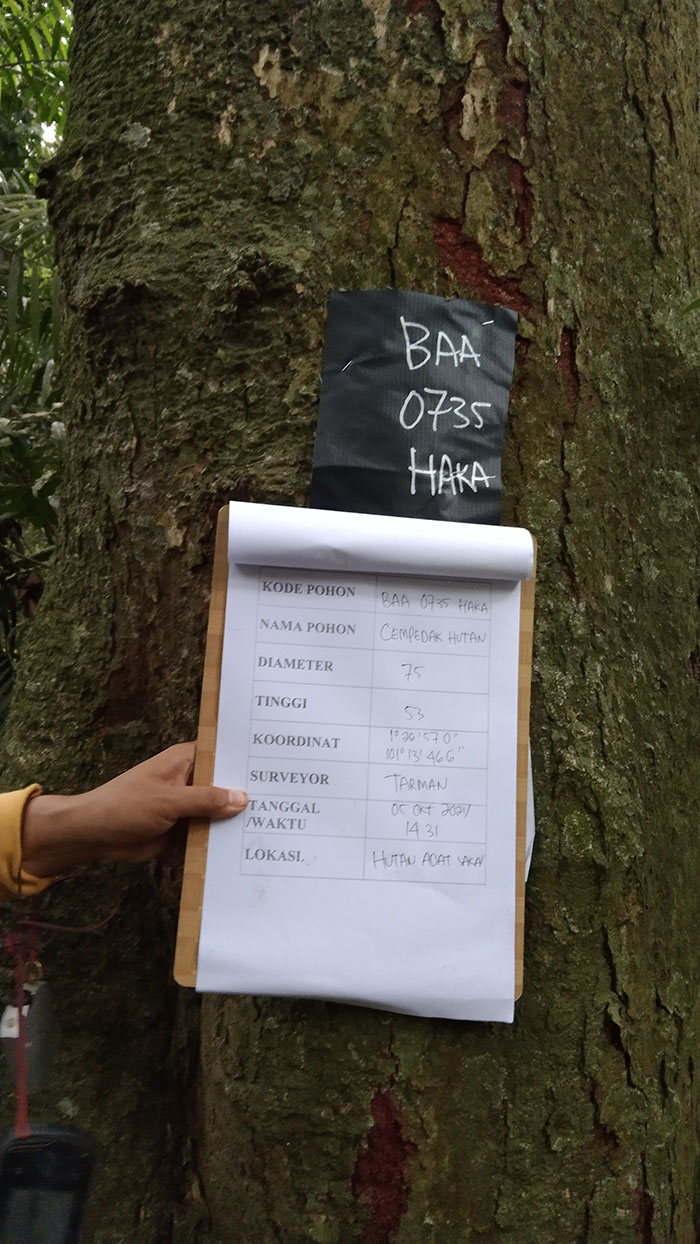 BAA
0735
HAKA
KODE POHON BAA 0735 HAKA
NAMA POHON CEMPEDAK HUTAN
DIAMETER 75
TINGGI 53
KOORDINAT 1°26'57.0"
101°13'46.6"
SURVEYOR TARMAN
TANGGAL 05 OKT 2021/
/WAKTU 14.31
LOKASI HUTAN ADAT SAKAI